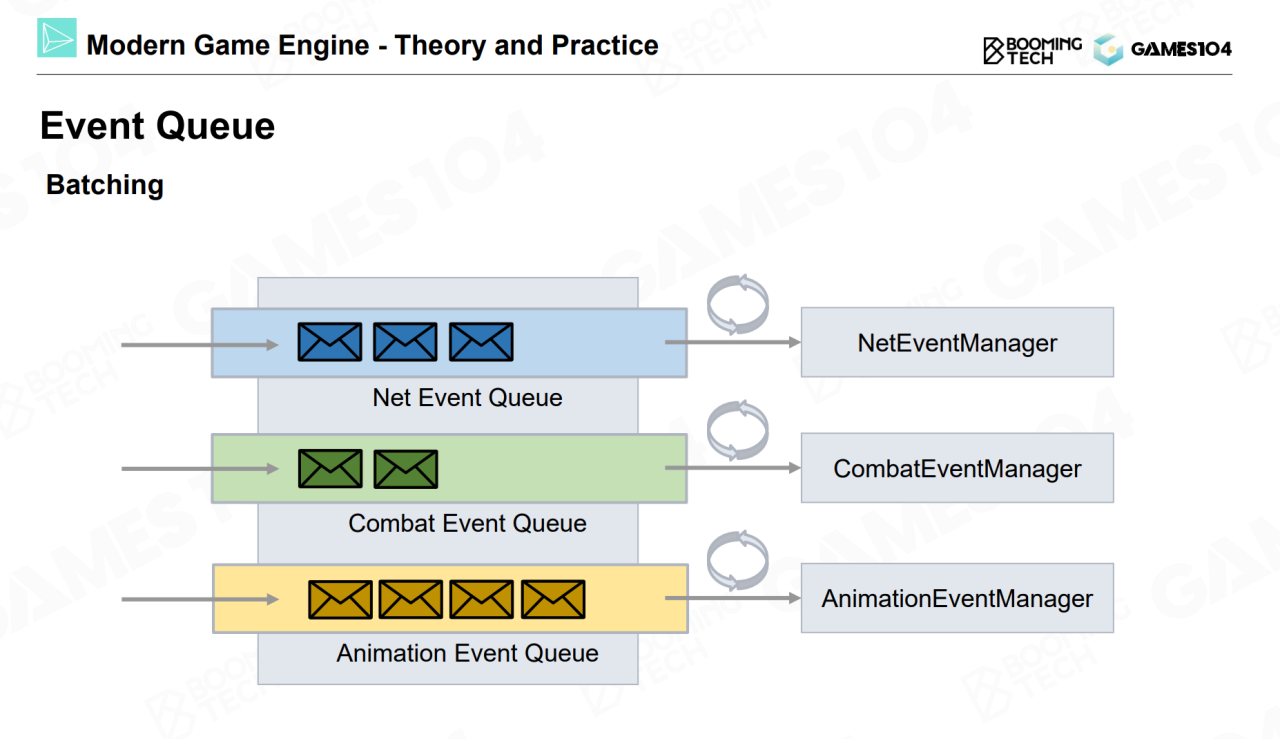 Modern Game Engine - Theory and Practice
BOOMING
TECH
GAMES104
Event Queue
Batching
Net Event Queue
NetEventManager
Combat Event Queue
CombatEventManager
Animation Event Queue
AnimationEventManager